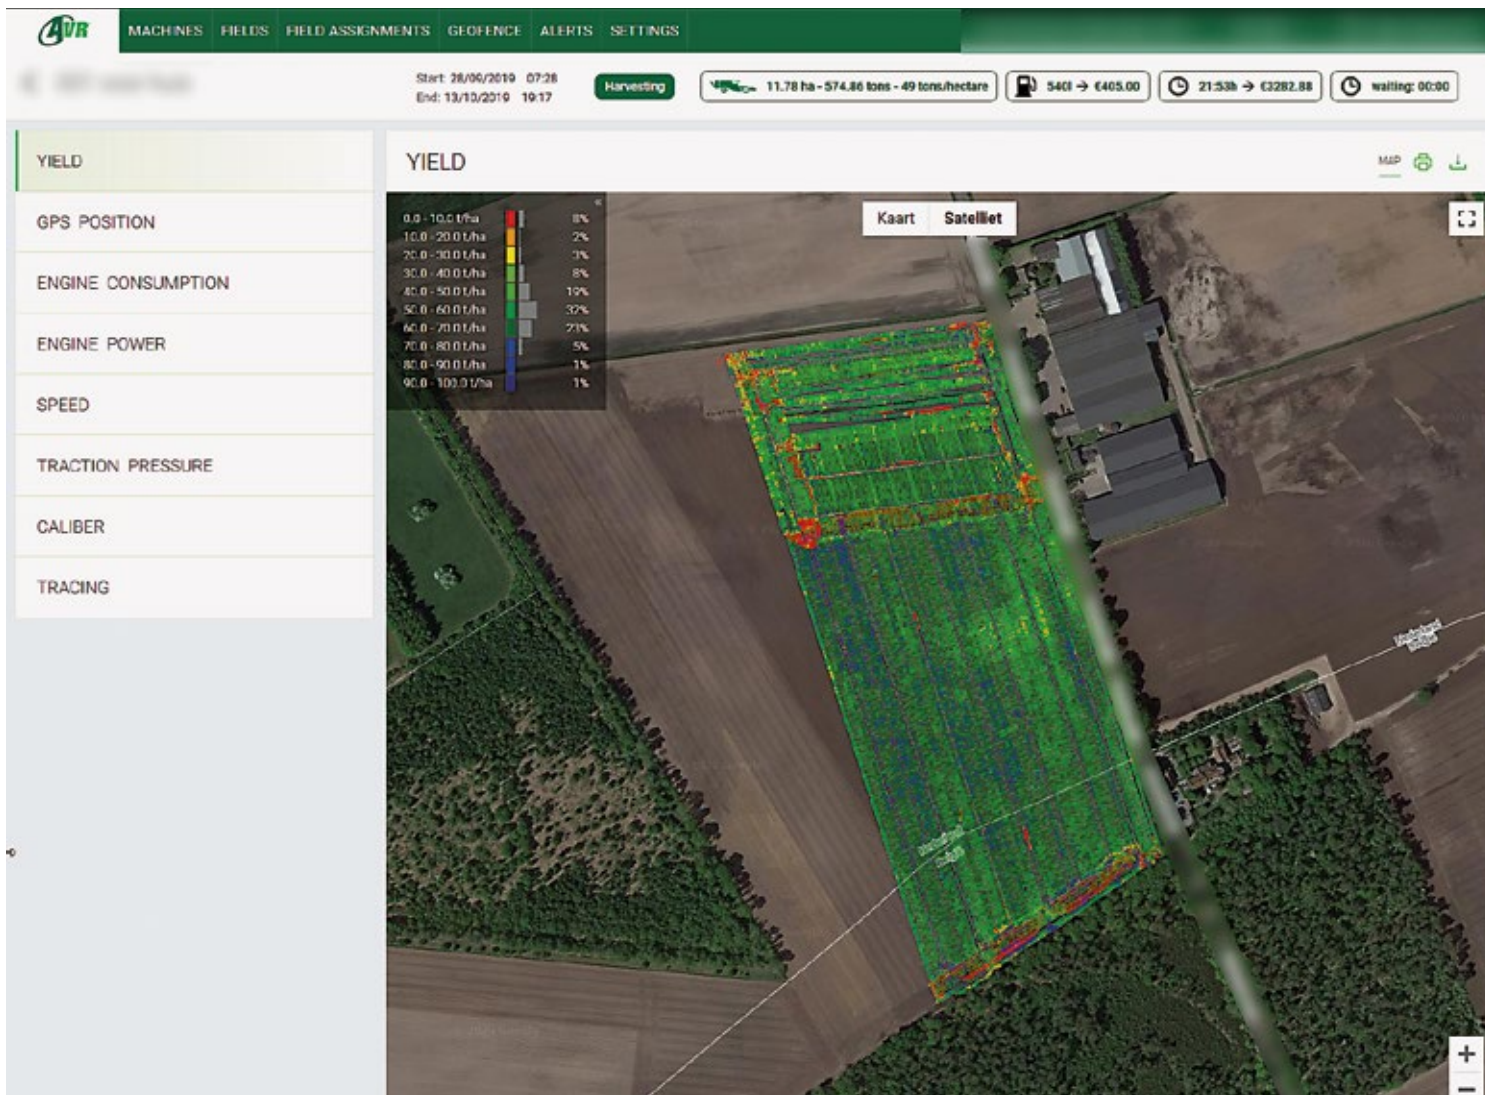 AVR
MACHINES FIELDS FIELD ASSIGNMENTS GEOFENCE ALERTS SETTINGS
Start: 28/09/2019 07:28
End: 13/10/2019 19:17
Harvesting
11.78 ha - 574.86 tons - 49 tons/hectare
540l → €405.00
21:53h → €3282.88
waiting: 00:00
YIELD
GPS POSITION
ENGINE CONSUMPTION
ENGINE POWER
SPEED
TRACTION PRESSURE
CALIBER
TRACING
YIELD
MAP
0.0 - 10.0 t/ha 8%
10.0 - 20.0 t/ha 2%
20.0 - 30.0 t/ha 3%
30.0 - 40.0 t/ha 8%
40.0 - 50.0 t/ha 19%
50.0 - 60.0 t/ha 32%
60.0 - 70.0 t/ha 23%
70.0 - 80.0 t/ha 5%
80.0 - 90.0 t/ha 1%
90.0 - 100.0 t/ha 1%
Kaart Satelliet
Nederland
België
Nederland
België